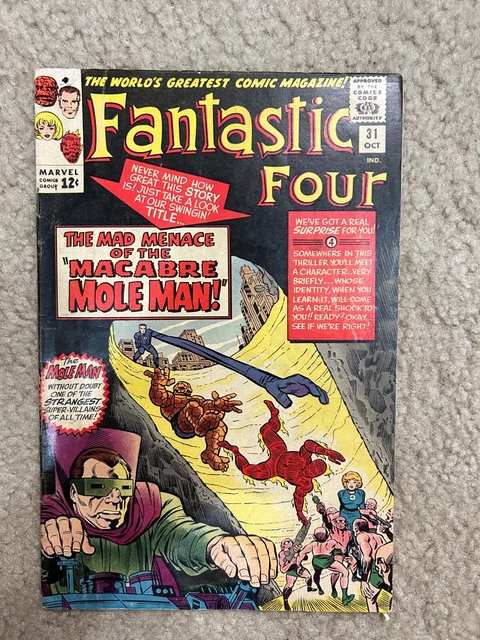 THE WORLD'S GREATEST COMIC MAGAZINE!
APPROVED
BY THE
COMICS
CODE
CA
AUTHORITY
Fantastic
Four
31
OCT
IND.
MARVEL
COMICS
GROUP
12¢
NEVER MIND HOW
GREAT THIS STORY
IS! JUST TAKE A LOOK
AT OUR SWINGIN'
TITLE...
THE MAD MENACE
OF THE
"MACABRE
MOLE MAN!"
WE'VE GOT A REAL
SURPRISE FOR YOU!
4
SOMEWHERE IN THIS
THRILLER YOU'LL MEET
A CHARACTER...VERY
BRIEFLY... WHOSE
IDENTITY, WHEN YOU
LEARN IT, WILL COME
AS A REAL SHOCK TO
YOU!! READY? OKAY...
SEE IF WE'RE RIGHT!
The
MOLE MAN
WITHOUT DOUBT
ONE OF THE
STRANGEST
SUPER-VILLAINS
OF ALL TIME!
4